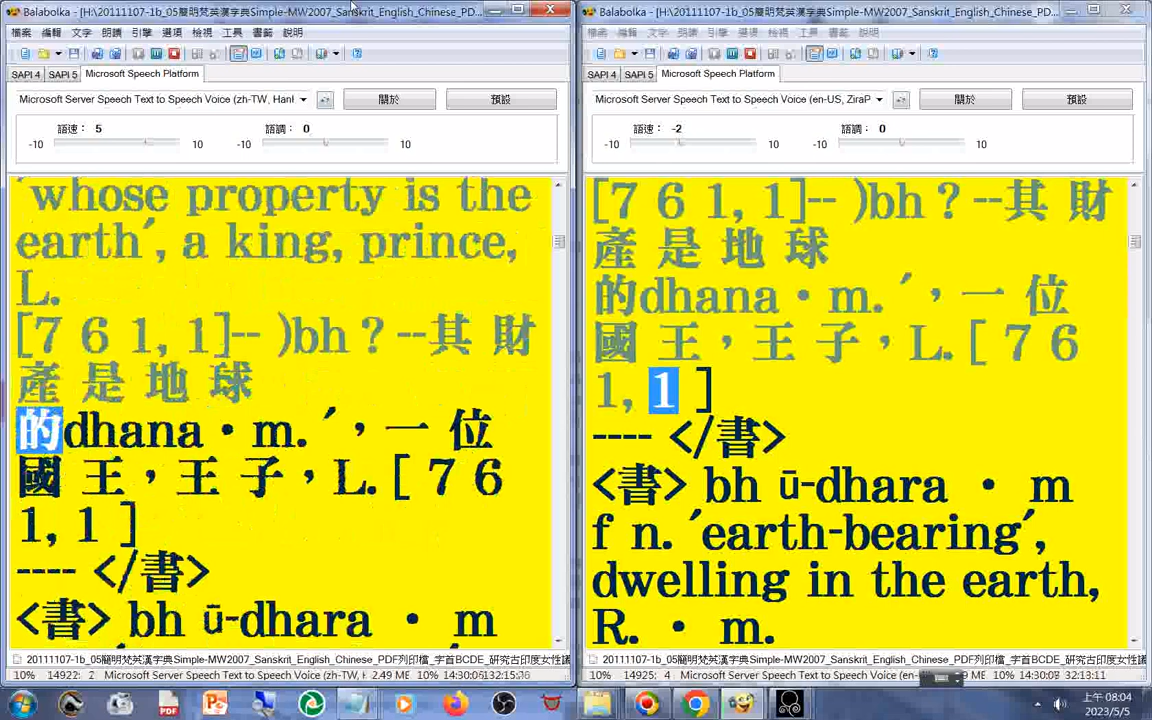 Balabolka - [H:\20111107-1b_05簡明梵英漢字典Simple-MW2007_Sanskrit_English_Chinese_PD...
檔案 編輯 文字 朗讀 引擎 選項 檢視 工具 書籤 說明
SAPI 4 SAPI 5 Microsoft Speech Platform
Microsoft Server Speech Text to Speech Voice (zh-TW, Hanl
關於
預設
語速： 5
語調： 0
-10 10 -10 10
´whose property is the
earth´, a king, prince,
L.
[7 6 1, 1]-- )bh ? --其 財
產 是 地 球
的dhana • m. ´，一 位
國 王，王 子，L. [ 7 6
1, 1 ]
---- </書>
<書> bh ū-dhara • m
20111107-1b_05簡明梵英漢字典Simple-MW2007_Sanskrit_English_Chinese_PDF列印檔_字首BCDE_研究古印度女性議
10% 14922: 2 Microsoft Server Speech Text to Speech Voice (zh-TW, H 2.49 ME 10% 14:30:06
Balabolka - [H:\20111107-1b_05簡明梵英漢字典Simple-MW2007_Sanskrit_English_Chinese_PD...
檔案 編輯 文字 朗讀 引擎 選項 檢視 工具 書籤 說明
SAPI 4 SAPI 5 Microsoft Speech Platform
Microsoft Server Speech Text to Speech Voice (en-US, ZiraP
關於
預設
語速： -2
語調： 0
-10 10 -10 10
[7 6 1, 1]-- )bh ? --其 財
產 是 地 球
的dhana • m. ´，一 位
國 王，王 子，L. [ 7 6
1, 1 ]
---- </書>
<書> bh ū-dhara • m
f n. ´earth-bearing´,
dwelling in the earth,
R. • m.
20111107-1b_05簡明梵英漢字典Simple-MW2007_Sanskrit_English_Chinese_PDF列印檔_字首BCDE_研究古印度女性議
10% 14925: 4 Microsoft Server Speech Text to Speech Voice (en-
上午 08:04
2023/5/5